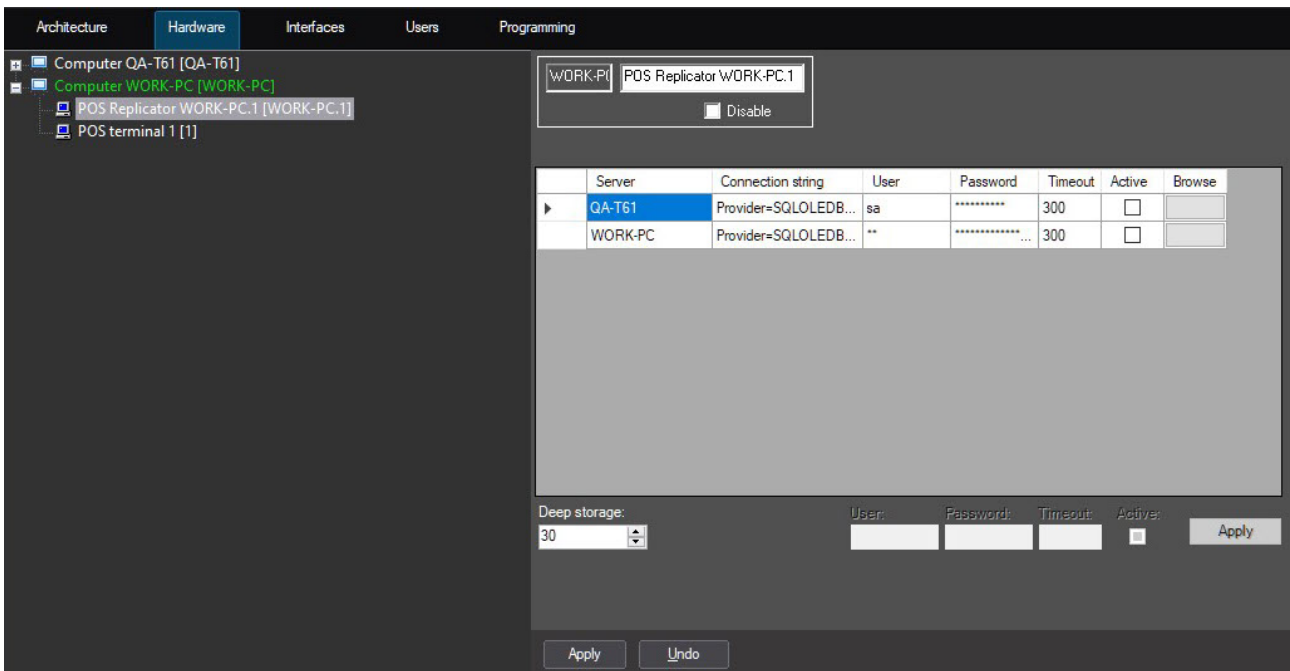 Architecture Hardware Interfaces Users Programming
Computer QA-T61 [QA-T61]
Computer WORK-PC [WORK-PC]
POS Replicator WORK-PC.1 [WORK-PC.1]
POS terminal 1 [1]
WORK-P( POS Replicator WORK-PC.1
Disable
Server Connection string User Password Timeout Active Browse
QA-T61 Provider=SQLOLEDB... sa ********** 300
WORK-PC Provider=SQLOLEDB... ** *************... 300
Deep storage: User: Password: Timeout: Active:
30 Apply
Apply Undo